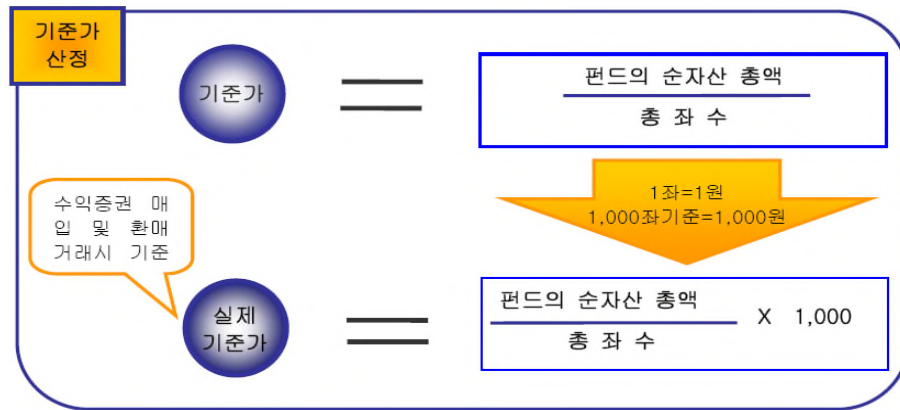 기준가
산정
기준가
펀드의 순자산 총액
총 좌 수
1좌=1원
1,000좌기준=1,000원
수익증권 매
입 및 환매
거래시 기준
실제
기준가
펀드의 순자산 총액
총 좌 수
X 1,000